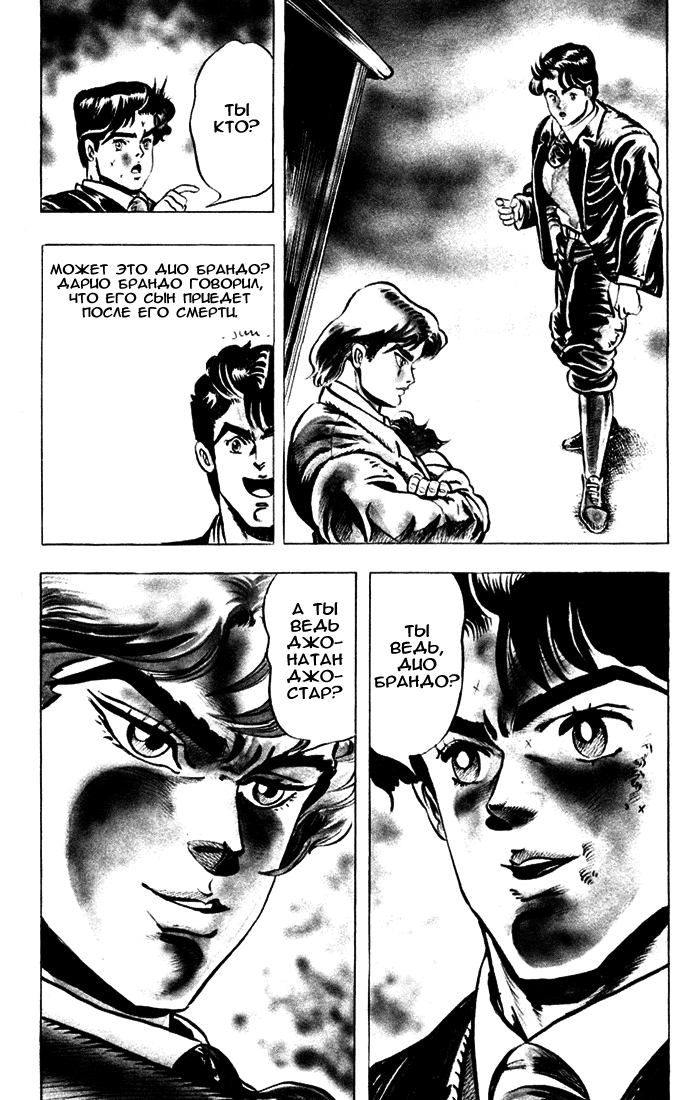 ТЫ
КТО?
МОЖЕТ ЭТО ДИО БРАНДО?
ДАРИО БРАНДО ГОВОРИЛ,
ЧТО ЕГО СЫН ПРИЕДЕТ
ПОСЛЕ ЕГО СМЕРТИ.
ТЫ
ВЕДЬ,
ДИО
БРАНДО?
А ТЫ
ВЕДЬ
ДЖО-
НАТАН
ДЖО-
СТАР?